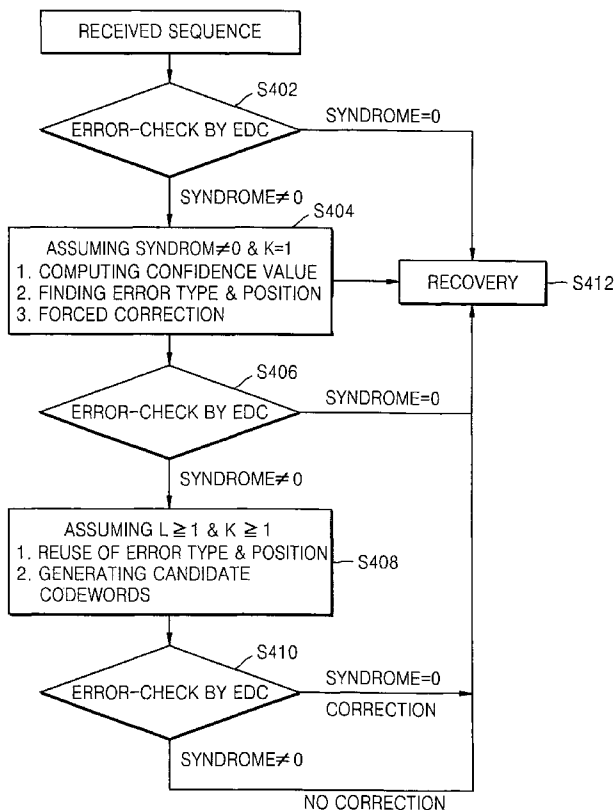 RECEIVED SEQUENCE
S402
ERROR-CHECK BY EDC
SYNDROME=0
SYNDROME≠0
S404
ASSUMING SYNDROM≠0 & K=1
1. COMPUTING CONFIDENCE VALUE
2. FINDING ERROR TYPE & POSITION
3. FORCED CORRECTION
RECOVERY
S412
S406
ERROR-CHECK BY EDC
SYNDROME=0
SYNDROME≠0
ASSUMING L≧1 & K≧1
1. REUSE OF ERROR TYPE & POSITION
2. GENERATING CANDIDATE
CODEWORDS
S408
S410
ERROR-CHECK BY EDC
SYNDROME=0
CORRECTION
SYNDROME≠0
NO CORRECTION